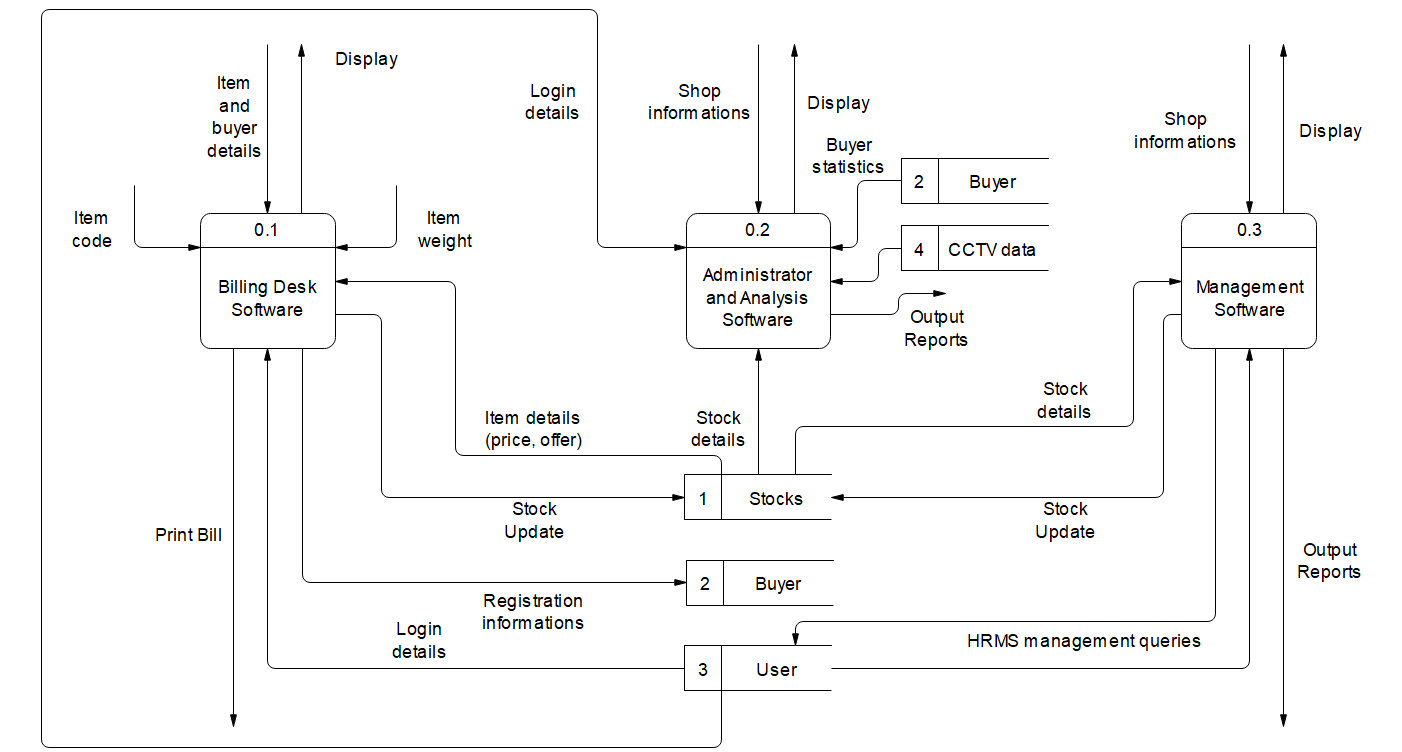 Display
Item
and
buyer
details
Login
details
Shop
informations
Display
Buyer
statistics
Shop
informations
Display
2
Buyer
Item
code
Item
weight
0.1
Billing Desk
Software
0.2
Administrator
and Analysis
Software
4
CCTV data
Output
Reports
0.3
Management
Software
Item details
(price, offer)
Stock
details
Stock
details
1
Stocks
Stock
Update
Stock
Update
Print Bill
Output
Reports
2
Buyer
Registration
informations
Login
details
HRMS management queries
3
User